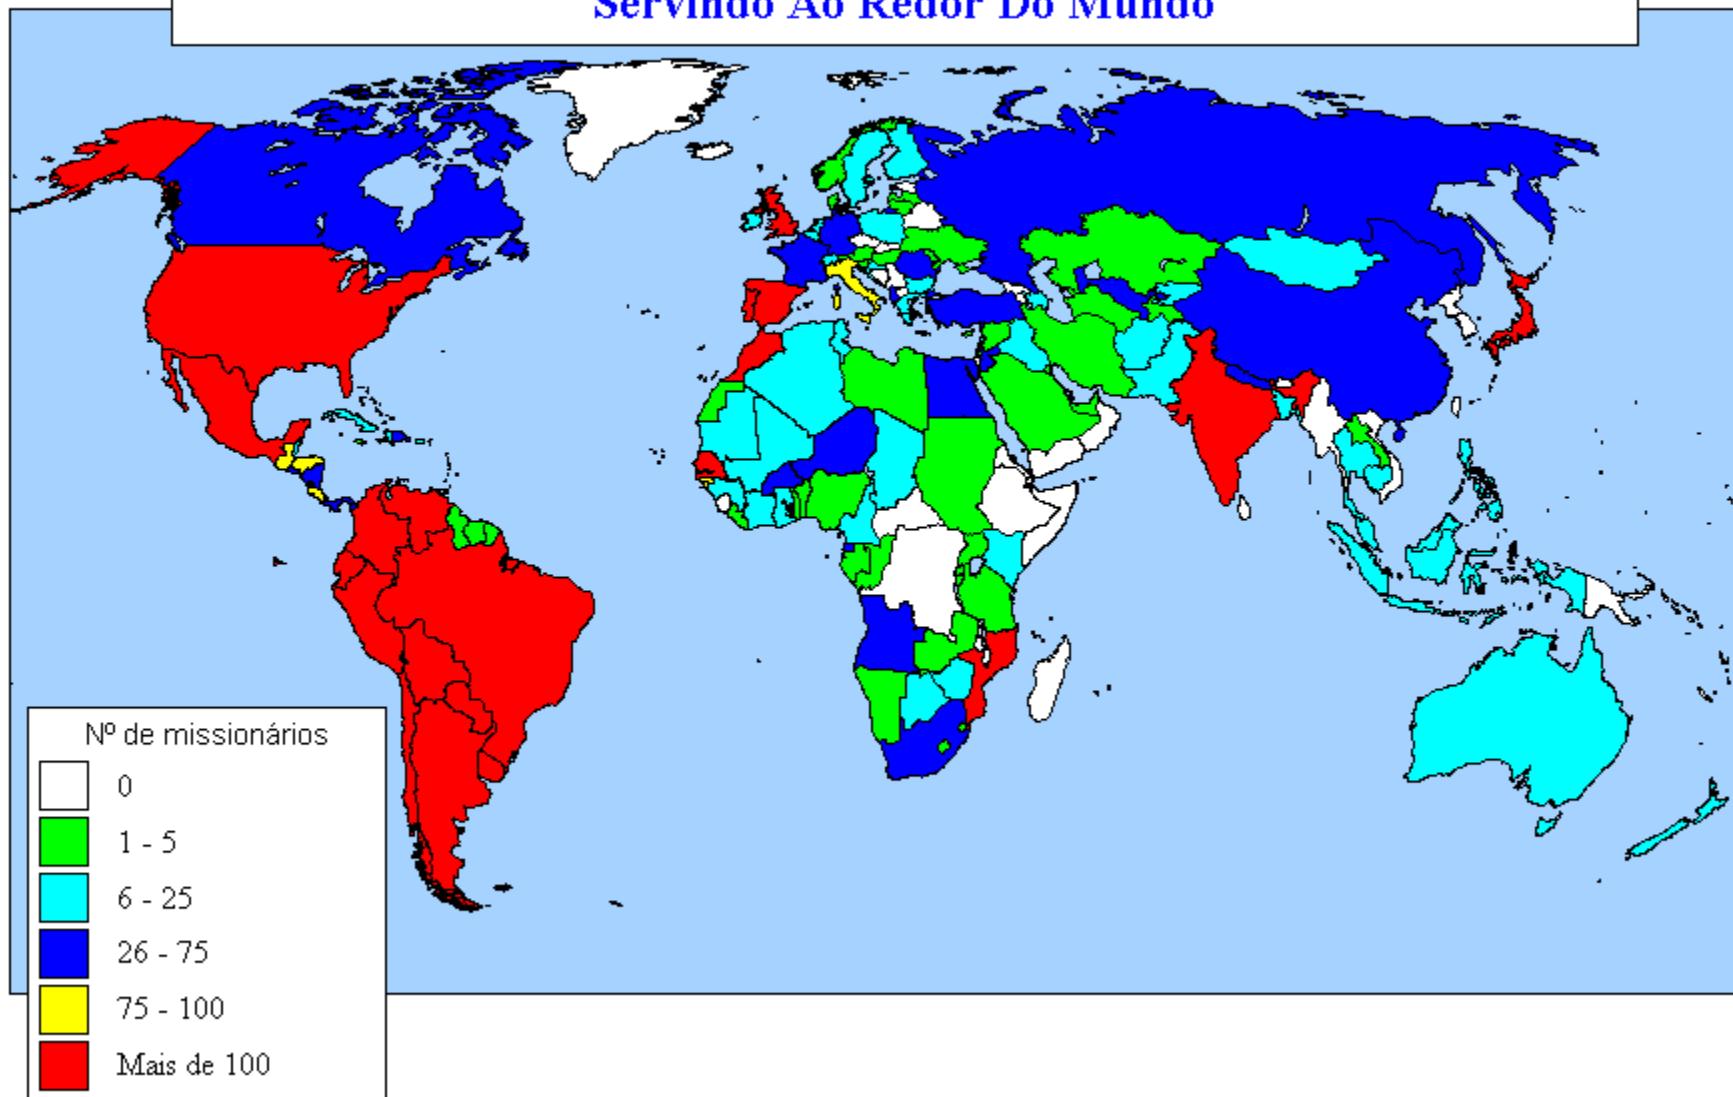 Servindo Ao Redor Do Mundo
Nº de missionários
0
1 - 5
6 - 25
26 - 75
75 - 100
Mais de 100